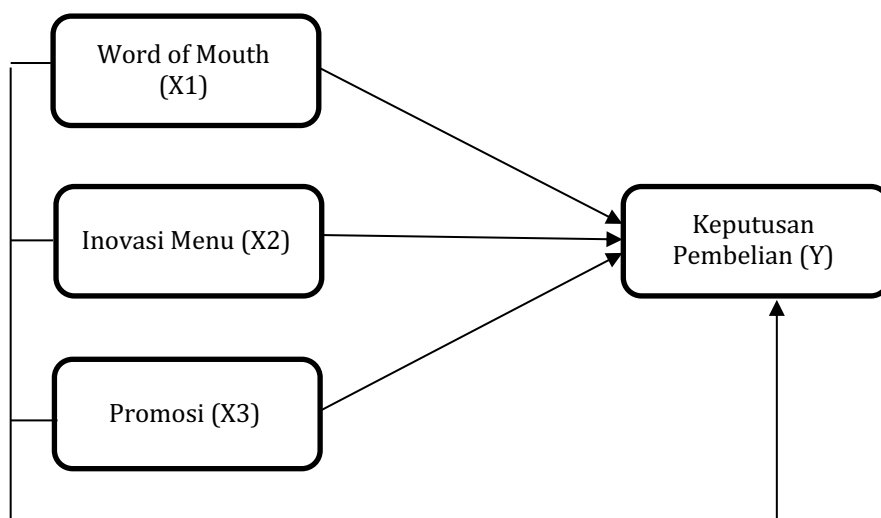 Word of Mouth
(X1)
Inovasi Menu (X2)
Keputusan
Pembelian (Y)
Promosi (X3)